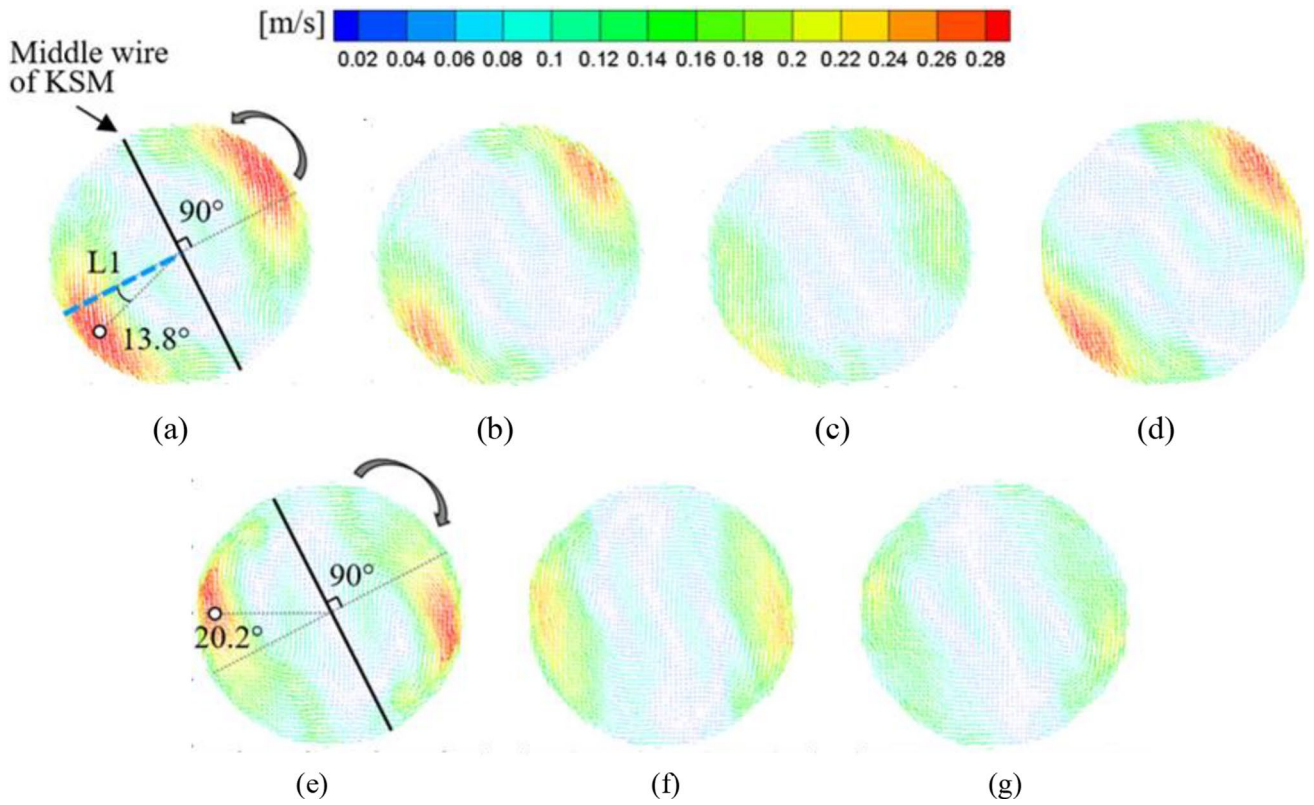 [m/s]
0.02 0.04 0.06 0.08 0.1 0.12 0.14 0.16 0.18 0.2 0.22 0.24 0.26 0.28
Middle wire
of KSM
90°
L1
13.8°
(a) (b) (c) (d)
90°
20.2°
(e) (f) (g)